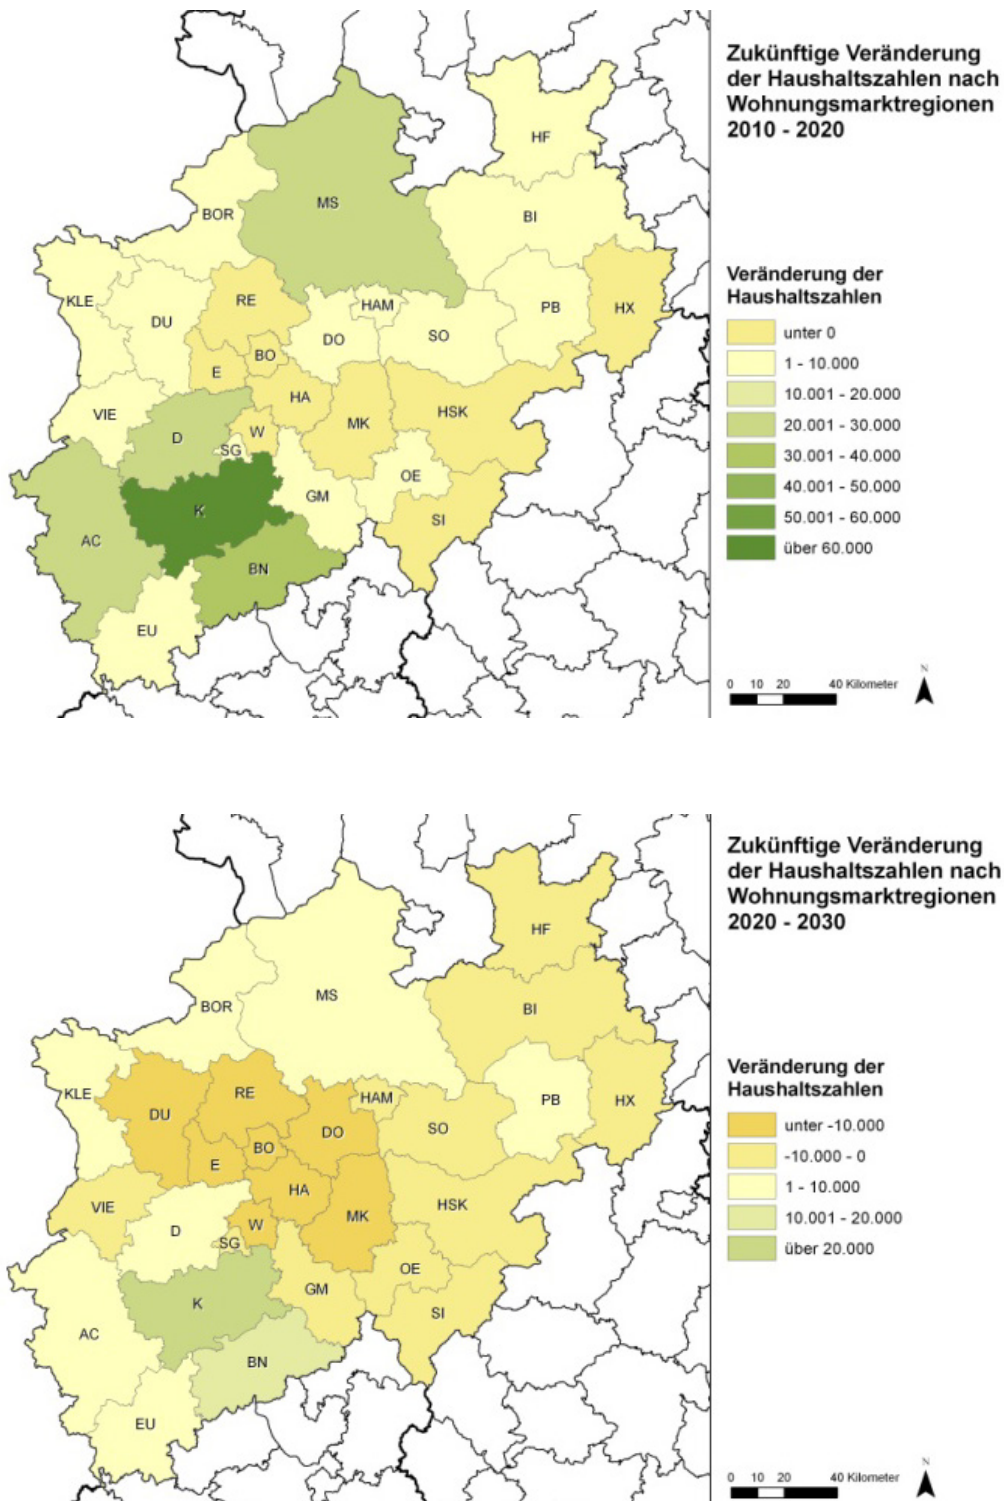 Zukünftige Veränderung
der Haushaltszahlen nach
Wohnungsmarktregionen
2010 - 2020
HF
MS
BOR
BI
KLE
RE
HAM
PB
HX
DU
DO
SO
BO
E
HA
VIE
MK
HSK
D
W
SG
OE
GM
K
SI
AC
BN
EU
Veränderung der
Haushaltszahlen
unter 0
1 - 10.000
10.001 - 20.000
20.001 - 30.000
30.001 - 40.000
40.001 - 50.000
50.001 - 60.000
über 60.000
N
0 10 20 40 Kilometer
Zukünftige Veränderung
der Haushaltszahlen nach
Wohnungsmarktregionen
2020 - 2030
HF
MS
BOR
BI
KLE
RE
HAM
PB
HX
DU
DO
SO
BO
E
HA
VIE
MK
HSK
D
W
SG
OE
GM
K
SI
AC
BN
EU
Veränderung der
Haushaltszahlen
unter -10.000
-10.000 - 0
1 - 10.000
10.001 - 20.000
über 20.000
N
0 10 20 40 Kilometer